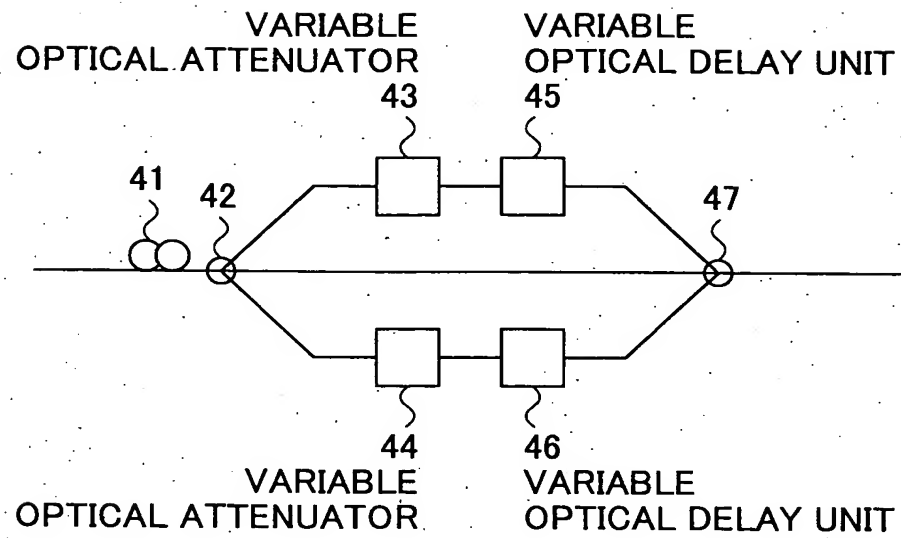 VARIABLE
OPTICAL ATTENUATOR
VARIABLE
OPTICAL DELAY UNIT
43
45
41
42
47
44
46
VARIABLE
OPTICAL ATTENUATOR
VARIABLE
OPTICAL DELAY UNIT